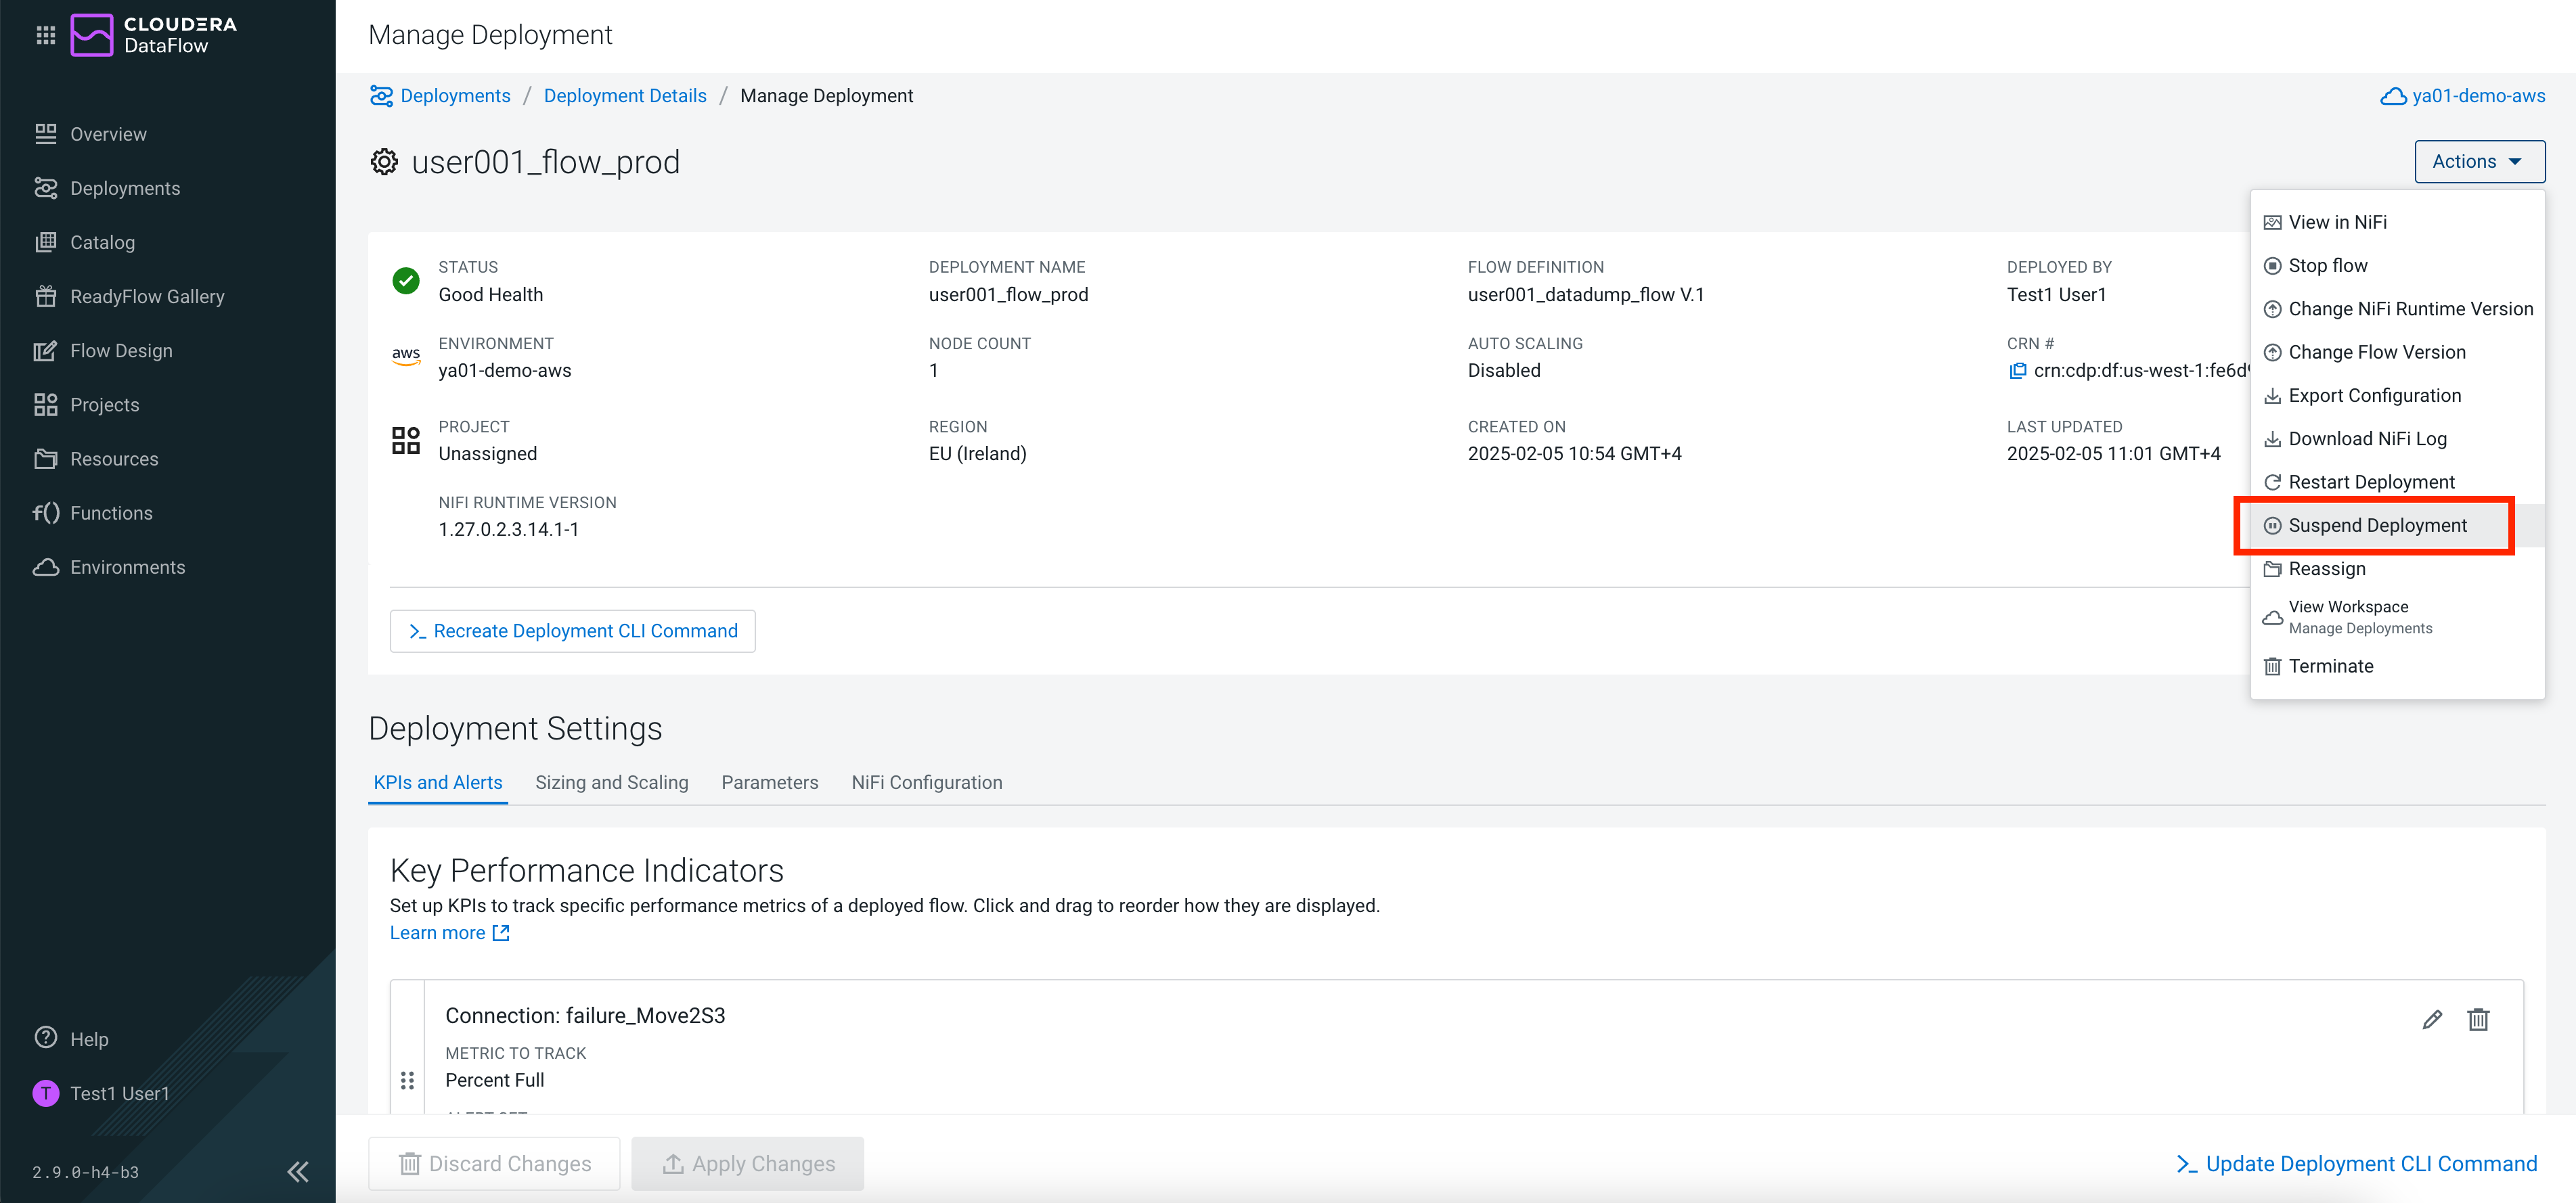 CLOUDERA
DataFlow
Overview
Deployments
Catalog
ReadyFlow Gallery
Flow Design
Projects
Resources
f() Functions
Environments
Help
T Test1 User1
2.9.0-h4-b3
Manage Deployment
Deployments / Deployment Details / Manage Deployment
ya01-demo-aws
user001_flow_prod
Actions
View in NiFi
Stop flow
Change NiFi Runtime Version
Change Flow Version
Export Configuration
Download NiFi Log
Restart Deployment
Suspend Deployment
Reassign
View Workspace
Manage Deployments
Terminate
STATUS
Good Health
DEPLOYMENT NAME
user001_flow_prod
FLOW DEFINITION
user001_datadump_flow V.1
DEPLOYED BY
Test1 User1
aws
ENVIRONMENT
ya01-demo-aws
NODE COUNT
1
AUTO SCALING
Disabled
CRN #
crn:cdp:df:us-west-1:fe6d
PROJECT
Unassigned
REGION
EU (Ireland)
CREATED ON
2025-02-05 10:54 GMT+4
LAST UPDATED
2025-02-05 11:01 GMT+4
NIFI RUNTIME VERSION
1.27.0.2.3.14.1-1
>_ Recreate Deployment CLI Command
Deployment Settings
KPIs and Alerts
Sizing and Scaling
Parameters
NiFi Configuration
Key Performance Indicators
Set up KPIs to track specific performance metrics of a deployed flow. Click and drag to reorder how they are displayed.
Learn more
Connection: failure_Move2S3
METRIC TO TRACK
Percent Full
Discard Changes
Apply Changes
>_ Update Deployment CLI Command